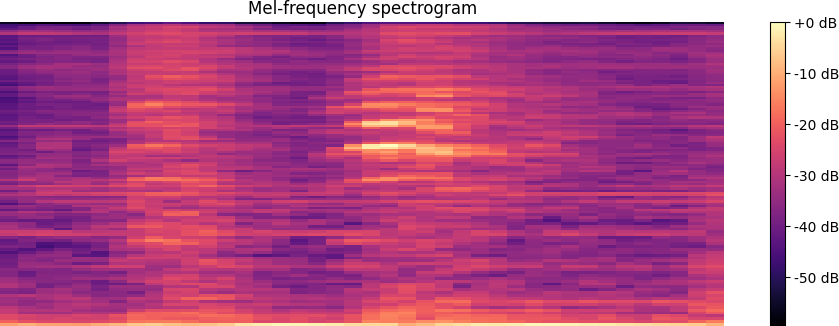 Mel-frequency spectrogram
+0 dB
-10 dB
-20 dB
-30 dB
-40 dB
-50 dB